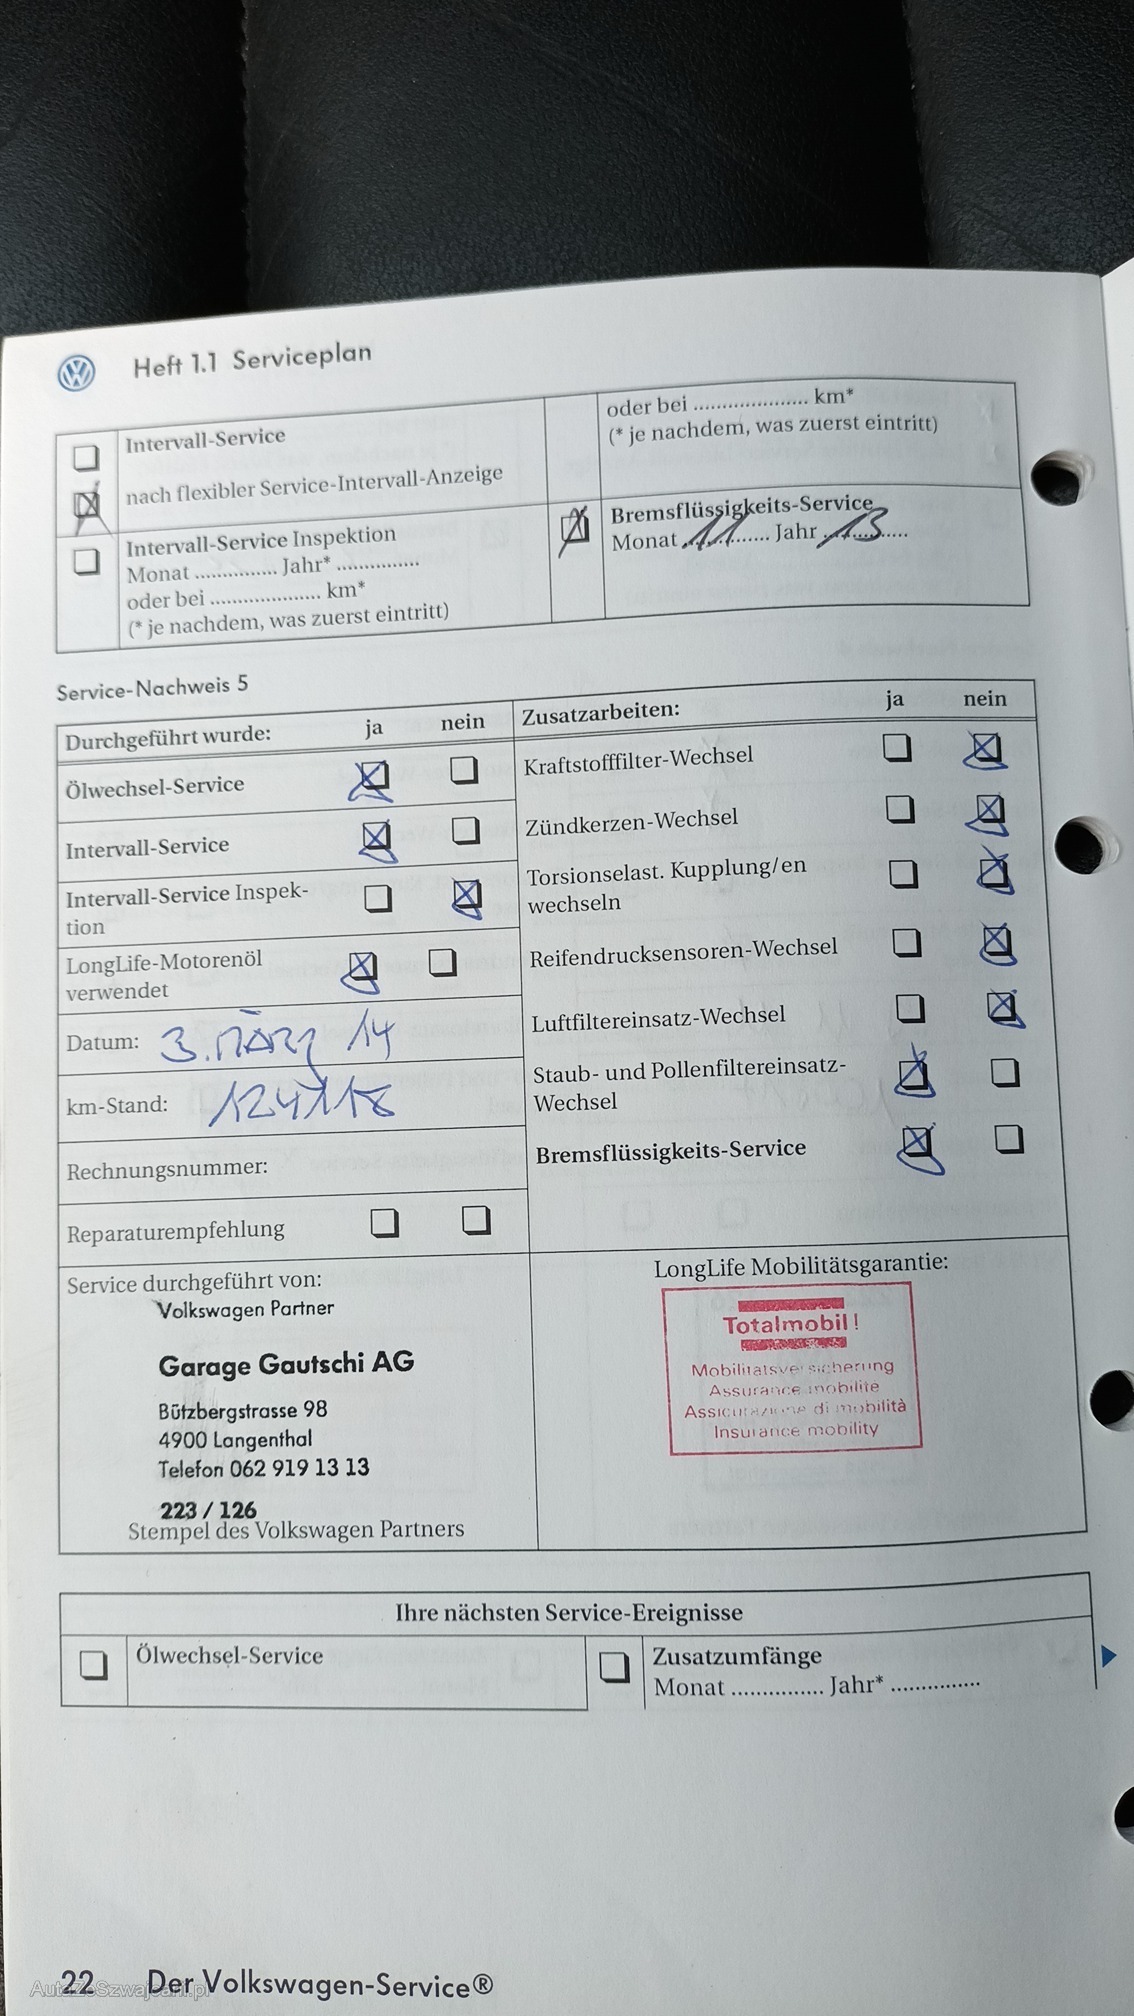 Heft 1.1 Serviceplan
Intervall-Service
nach flexibler Service-Intervall-Anzeige
Intervall-Service Inspektion
Monat ............... Jahr* ...............
oder bei .................... km*
(* je nachdem, was zuerst eintritt)
oder bei ..................... km*
(* je nachdem, was zuerst eintritt)
Bremsflüssigkeits-Service
Monat 11 Jahr 13
Service-Nachweis 5
Durchgeführt wurde: ja nein
Ölwechsel-Service
Intervall-Service
Intervall-Service Inspek-
tion
LongLife-Motorenöl
verwendet
Datum: 3. März 14
km-Stand: 124118
Rechnungsnummer:
Reparaturempfehlung
Zusatzarbeiten: ja nein
Kraftstofffilter-Wechsel
Zündkerzen-Wechsel
Torsionselast. Kupplung/en
wechseln
Reifendrucksensoren-Wechsel
Luftfiltereinsatz-Wechsel
Staub- und Pollenfiltereinsatz-
Wechsel
Bremsflüssigkeits-Service
Service durchgeführt von:
Volkswagen Partner
Garage Gautschi AG
Bützbergstrasse 98
4900 Langenthal
Telefon 062 919 13 13
223 / 126
Stempel des Volkswagen Partners
LongLife Mobilitätsgarantie:
Totalmobil!
Mobilitätsversicherung
Assurance mobilité
Assicurazione di mobilità
Insurance mobility
Ihre nächsten Service-Ereignisse
Ölwechsel-Service
Zusatzumfänge
Monat ............... Jahr* ...............
22 Der Volkswagen-Service®
AutazeSzwajcarii.pl